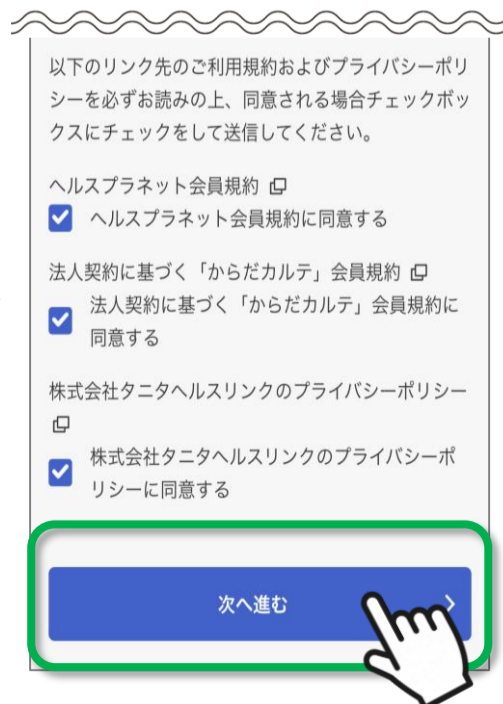 以下のリンク先のご利用規約およびプライバシーポリ
シーを必ずお読みの上、同意される場合チェックボッ
クスにチェックをして送信してください。
ヘルスプラネット会員規約
ヘルスプラネット会員規約に同意する
法人契約に基づく「からだカルテ」会員規約
法人契約に基づく「からだカルテ」会員規約に
同意する
株式会社タニタヘルスリンクのプライバシーポリシー
株式会社タニタヘルスリンクのプライバシーポ
リシーに同意する
次へ進む